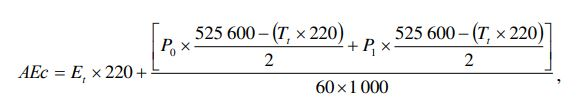 AEc = E_t × 220 + [P_0 × (525 600 − (T_t × 220))/2 + P_1 × (525 600 − (T_t × 220))/2]/(60 × 1 000) ,